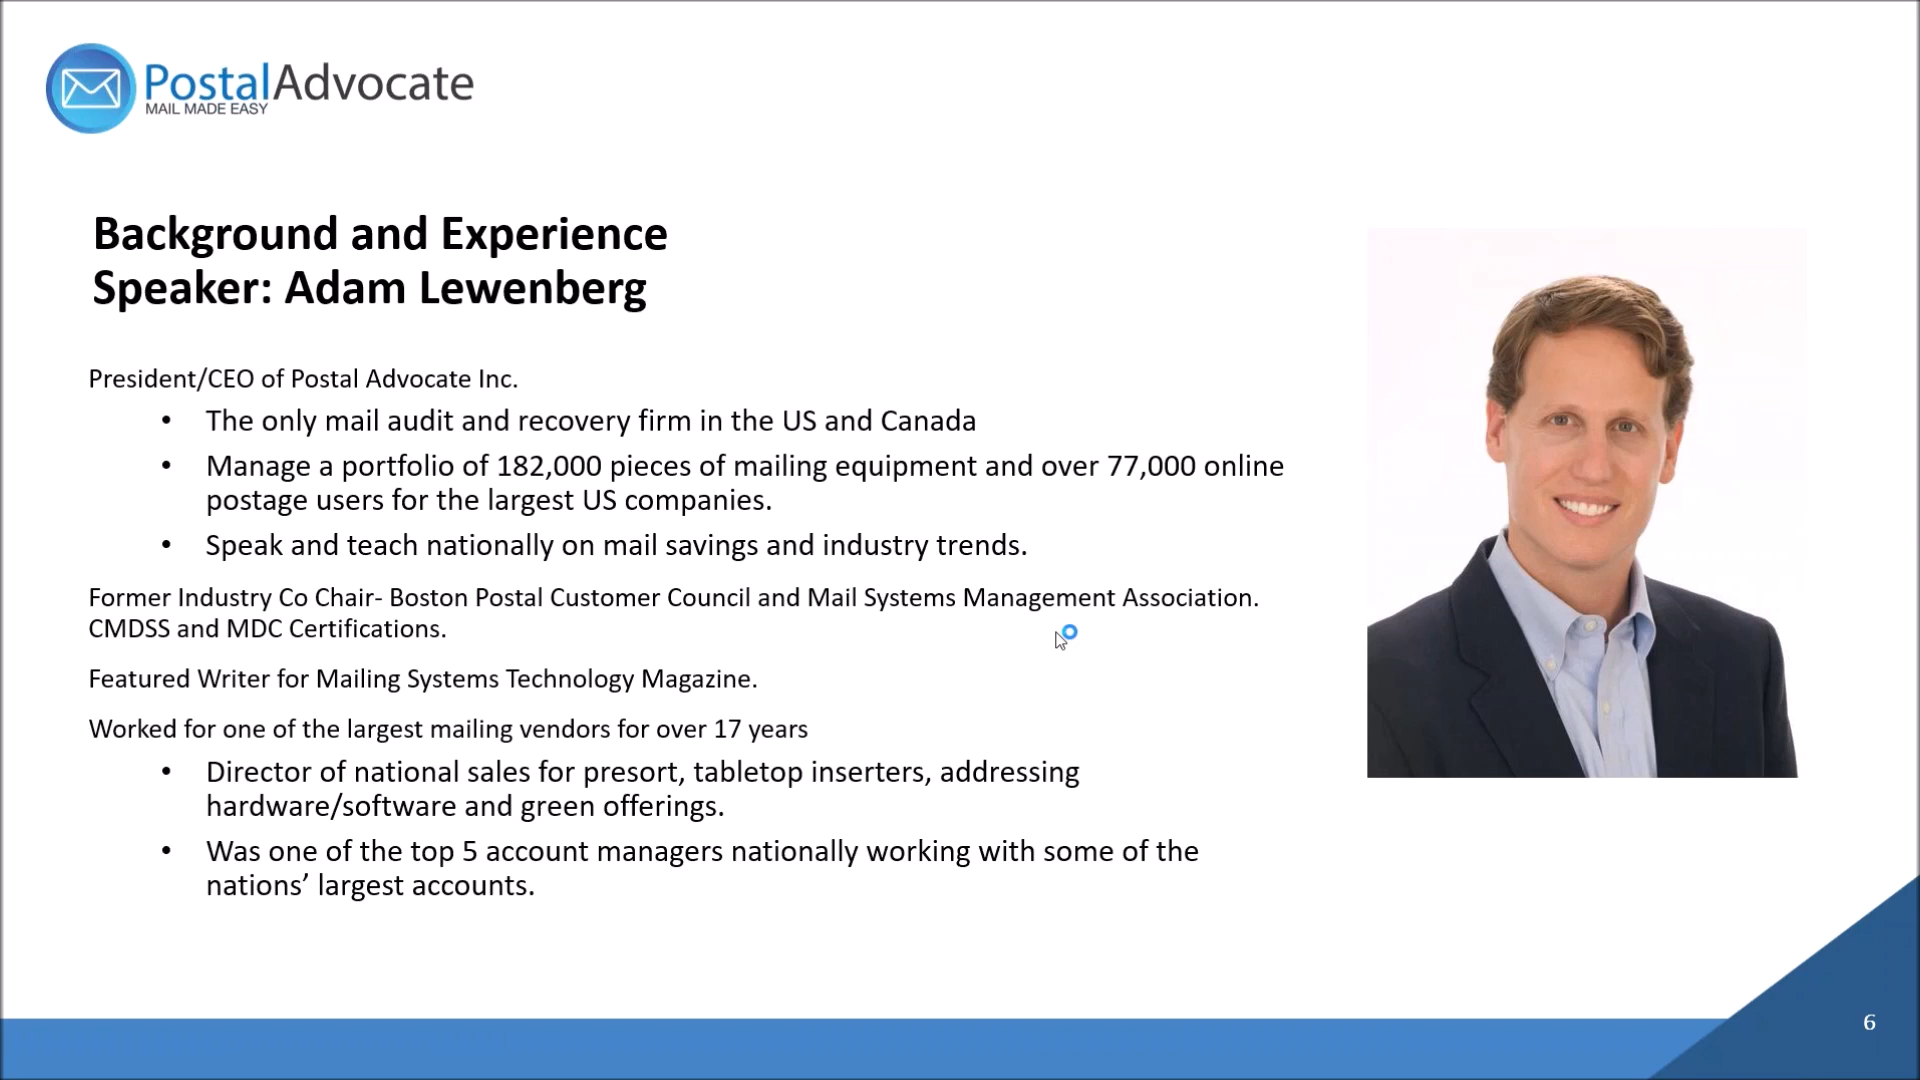 PostalAdvocate
MAIL MADE EASY
Background and Experience
Speaker: Adam Lewenberg
President/CEO of Postal Advocate Inc.
• The only mail audit and recovery firm in the US and Canada
• Manage a portfolio of 182,000 pieces of mailing equipment and over 77,000 online
postage users for the largest US companies.
• Speak and teach nationally on mail savings and industry trends.
Former Industry Co Chair- Boston Postal Customer Council and Mail Systems Management Association.
CMDSS and MDC Certifications.
Featured Writer for Mailing Systems Technology Magazine.
Worked for one of the largest mailing vendors for over 17 years
• Director of national sales for presort, tabletop inserters, addressing
hardware/software and green offerings.
• Was one of the top 5 account managers nationally working with some of the
nations’ largest accounts.
6